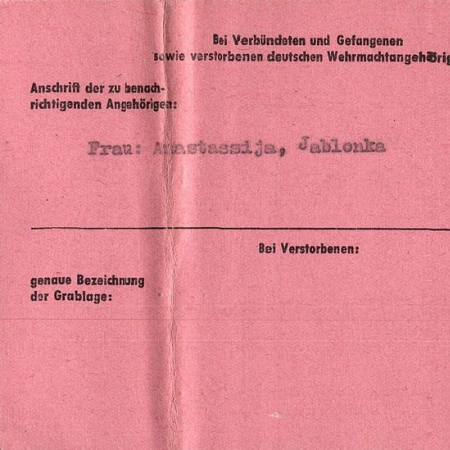 Bei Verbündeten und Gefangenen
sowie verstorbenen deutschen Wehrmachtangehörig
Anschrift der zu benach-
richtigenden Angehörigen:
Frau: Anastassija, Jablonka
Bei Verstorbenen:
genaue Bezeichnung
der Grablage: